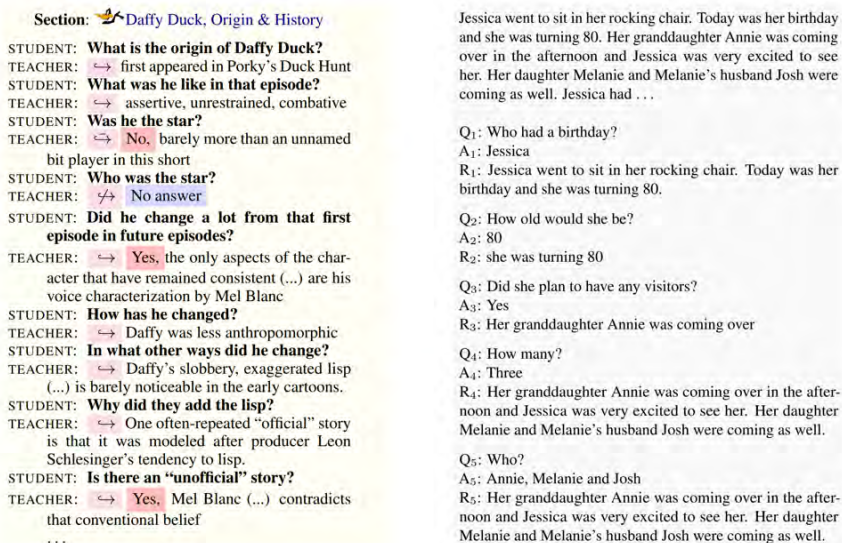 Section: Daffy Duck, Origin & History
STUDENT: What is the origin of Daffy Duck?
TEACHER: ↪ first appeared in Porky's Duck Hunt
STUDENT: What was he like in that episode?
TEACHER: ↪ assertive, unrestrained, combative
STUDENT: Was he the star?
TEACHER: ↪ No, barely more than an unnamed
bit player in this short
STUDENT: Who was the star?
TEACHER: ↪̸ No answer
STUDENT: Did he change a lot from that first
episode in future episodes?
TEACHER: ↪ Yes, the only aspects of the char-
acter that have remained consistent (...) are his
voice characterization by Mel Blanc
STUDENT: How has he changed?
TEACHER: ↪ Daffy was less anthropomorphic
STUDENT: In what other ways did he change?
TEACHER: ↪ Daffy's slobbery, exaggerated lisp
(...) is barely noticeable in the early cartoons.
STUDENT: Why did they add the lisp?
TEACHER: ↪ One often-repeated “official” story
is that it was modeled after producer Leon
Schlesinger's tendency to lisp.
STUDENT: Is there an “unofficial” story?
TEACHER: ↪ Yes, Mel Blanc (...) contradicts
that conventional belief
...
Jessica went to sit in her rocking chair. Today was her birthday
and she was turning 80. Her granddaughter Annie was coming
over in the afternoon and Jessica was very excited to see
her. Her daughter Melanie and Melanie's husband Josh were
coming as well. Jessica had ...
Q1: Who had a birthday?
A1: Jessica
R1: Jessica went to sit in her rocking chair. Today was her
birthday and she was turning 80.
Q2: How old would she be?
A2: 80
R2: she was turning 80
Q3: Did she plan to have any visitors?
A3: Yes
R3: Her granddaughter Annie was coming over
Q4: How many?
A4: Three
R4: Her granddaughter Annie was coming over in the after-
noon and Jessica was very excited to see her. Her daughter
Melanie and Melanie's husband Josh were coming as well.
Q5: Who?
A5: Annie, Melanie and Josh
R5: Her granddaughter Annie was coming over in the after-
noon and Jessica was very excited to see her. Her daughter
Melanie and Melanie's husband Josh were coming as well.